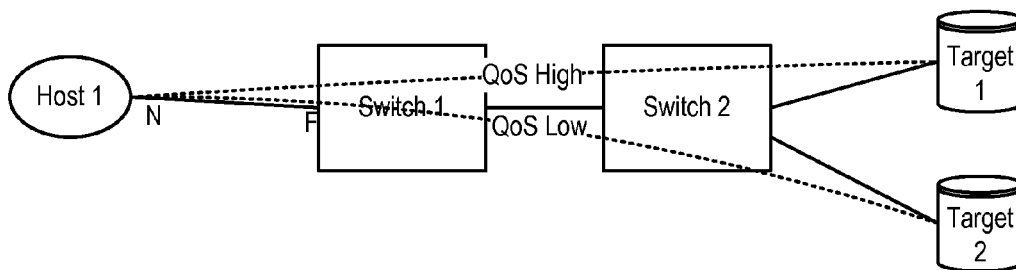 Host 1
N
F
Switch 1
QoS High
QoS Low
Switch 2
Target
1
Target
2